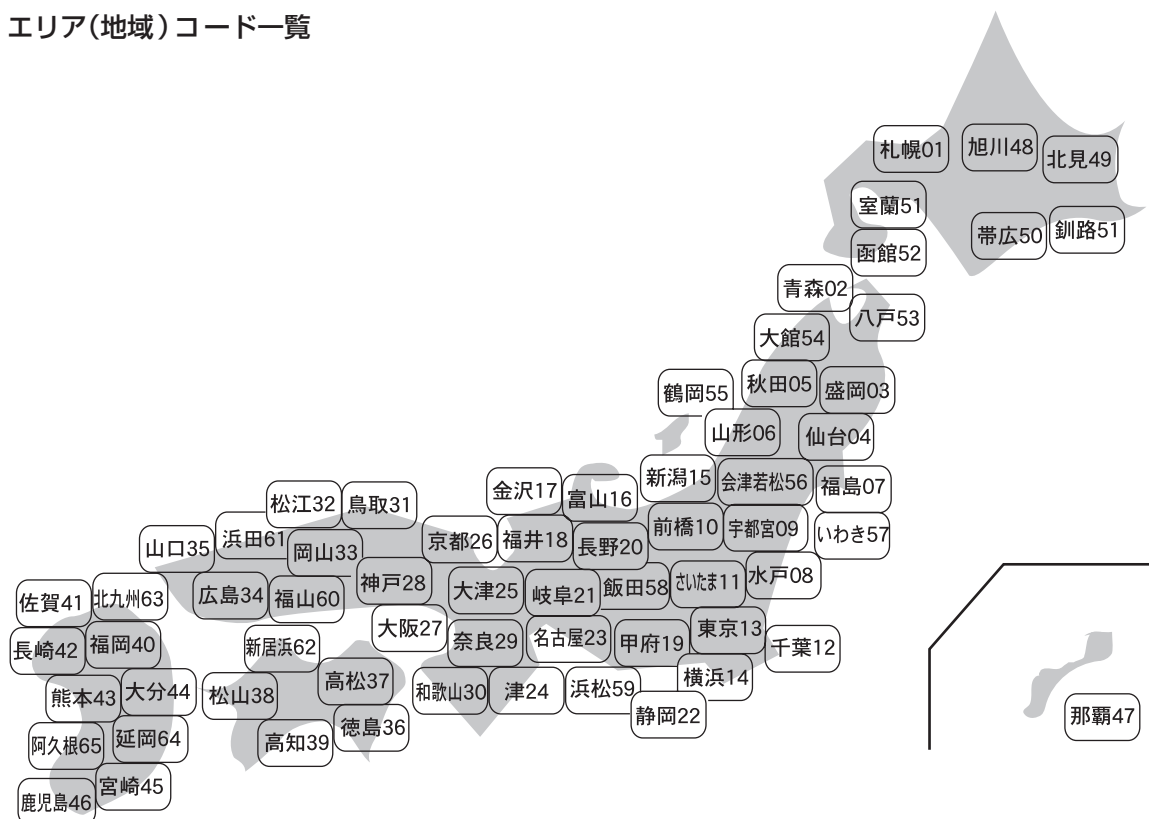 エリア(地域)コード一覧
札幌01
旭川48
北見49
室蘭51
帯広50
釧路51
函館52
青森02
八戸53
大館54
鶴岡55
秋田05
盛岡03
山形06
仙台04
新潟15
会津若松56
福島07
金沢17
富山16
松江32
鳥取31
前橋10
宇都宮09
いわき57
山口35
浜田61
岡山33
京都26
福井18
長野20
神戸28
大津25
岐阜21
飯田58
さいたま11
水戸08
佐賀41
北九州63
広島34
福山60
大阪27
奈良29
名古屋23
甲府19
東京13
千葉12
長崎42
福岡40
新居浜62
高松37
和歌山30
津24
浜松59
横浜14
静岡22
熊本43
大分44
松山38
徳島36
高知39
阿久根65
延岡64
鹿児島46
宮崎45
那覇47